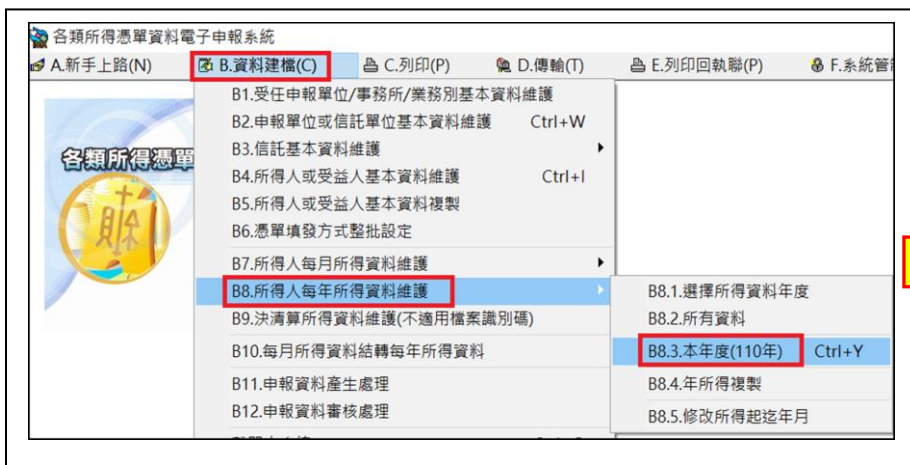 各類所得憑單資料電子申報系統
A.新手上路(N) B.資料建檔(C) C.列印(P) D.傳輸(T) E.列印回執聯(P) F.系統管
各類所得憑單
B1.受任申報單位/事務所/業務別基本資料維護
B2.申報單位或信託單位基本資料維護 Ctrl+W
B3.信託基本資料維護
B4.所得人或受益人基本資料維護 Ctrl+I
B5.所得人或受益人基本資料複製
B6.憑單填發方式整批設定
B7.所得人每月所得資料維護
B8.所得人每年所得資料維護
B9.決清算所得資料維護(不適用檔案識別碼)
B10.每月所得資料結轉每年所得資料
B11.申報資料產生處理
B12.申報資料審核處理
B8.1.選擇所得資料年度
B8.2.所有資料
B8.3.本年度(110年) Ctrl+Y
B8.4.年所得複製
B8.5.修改所得起迄年月